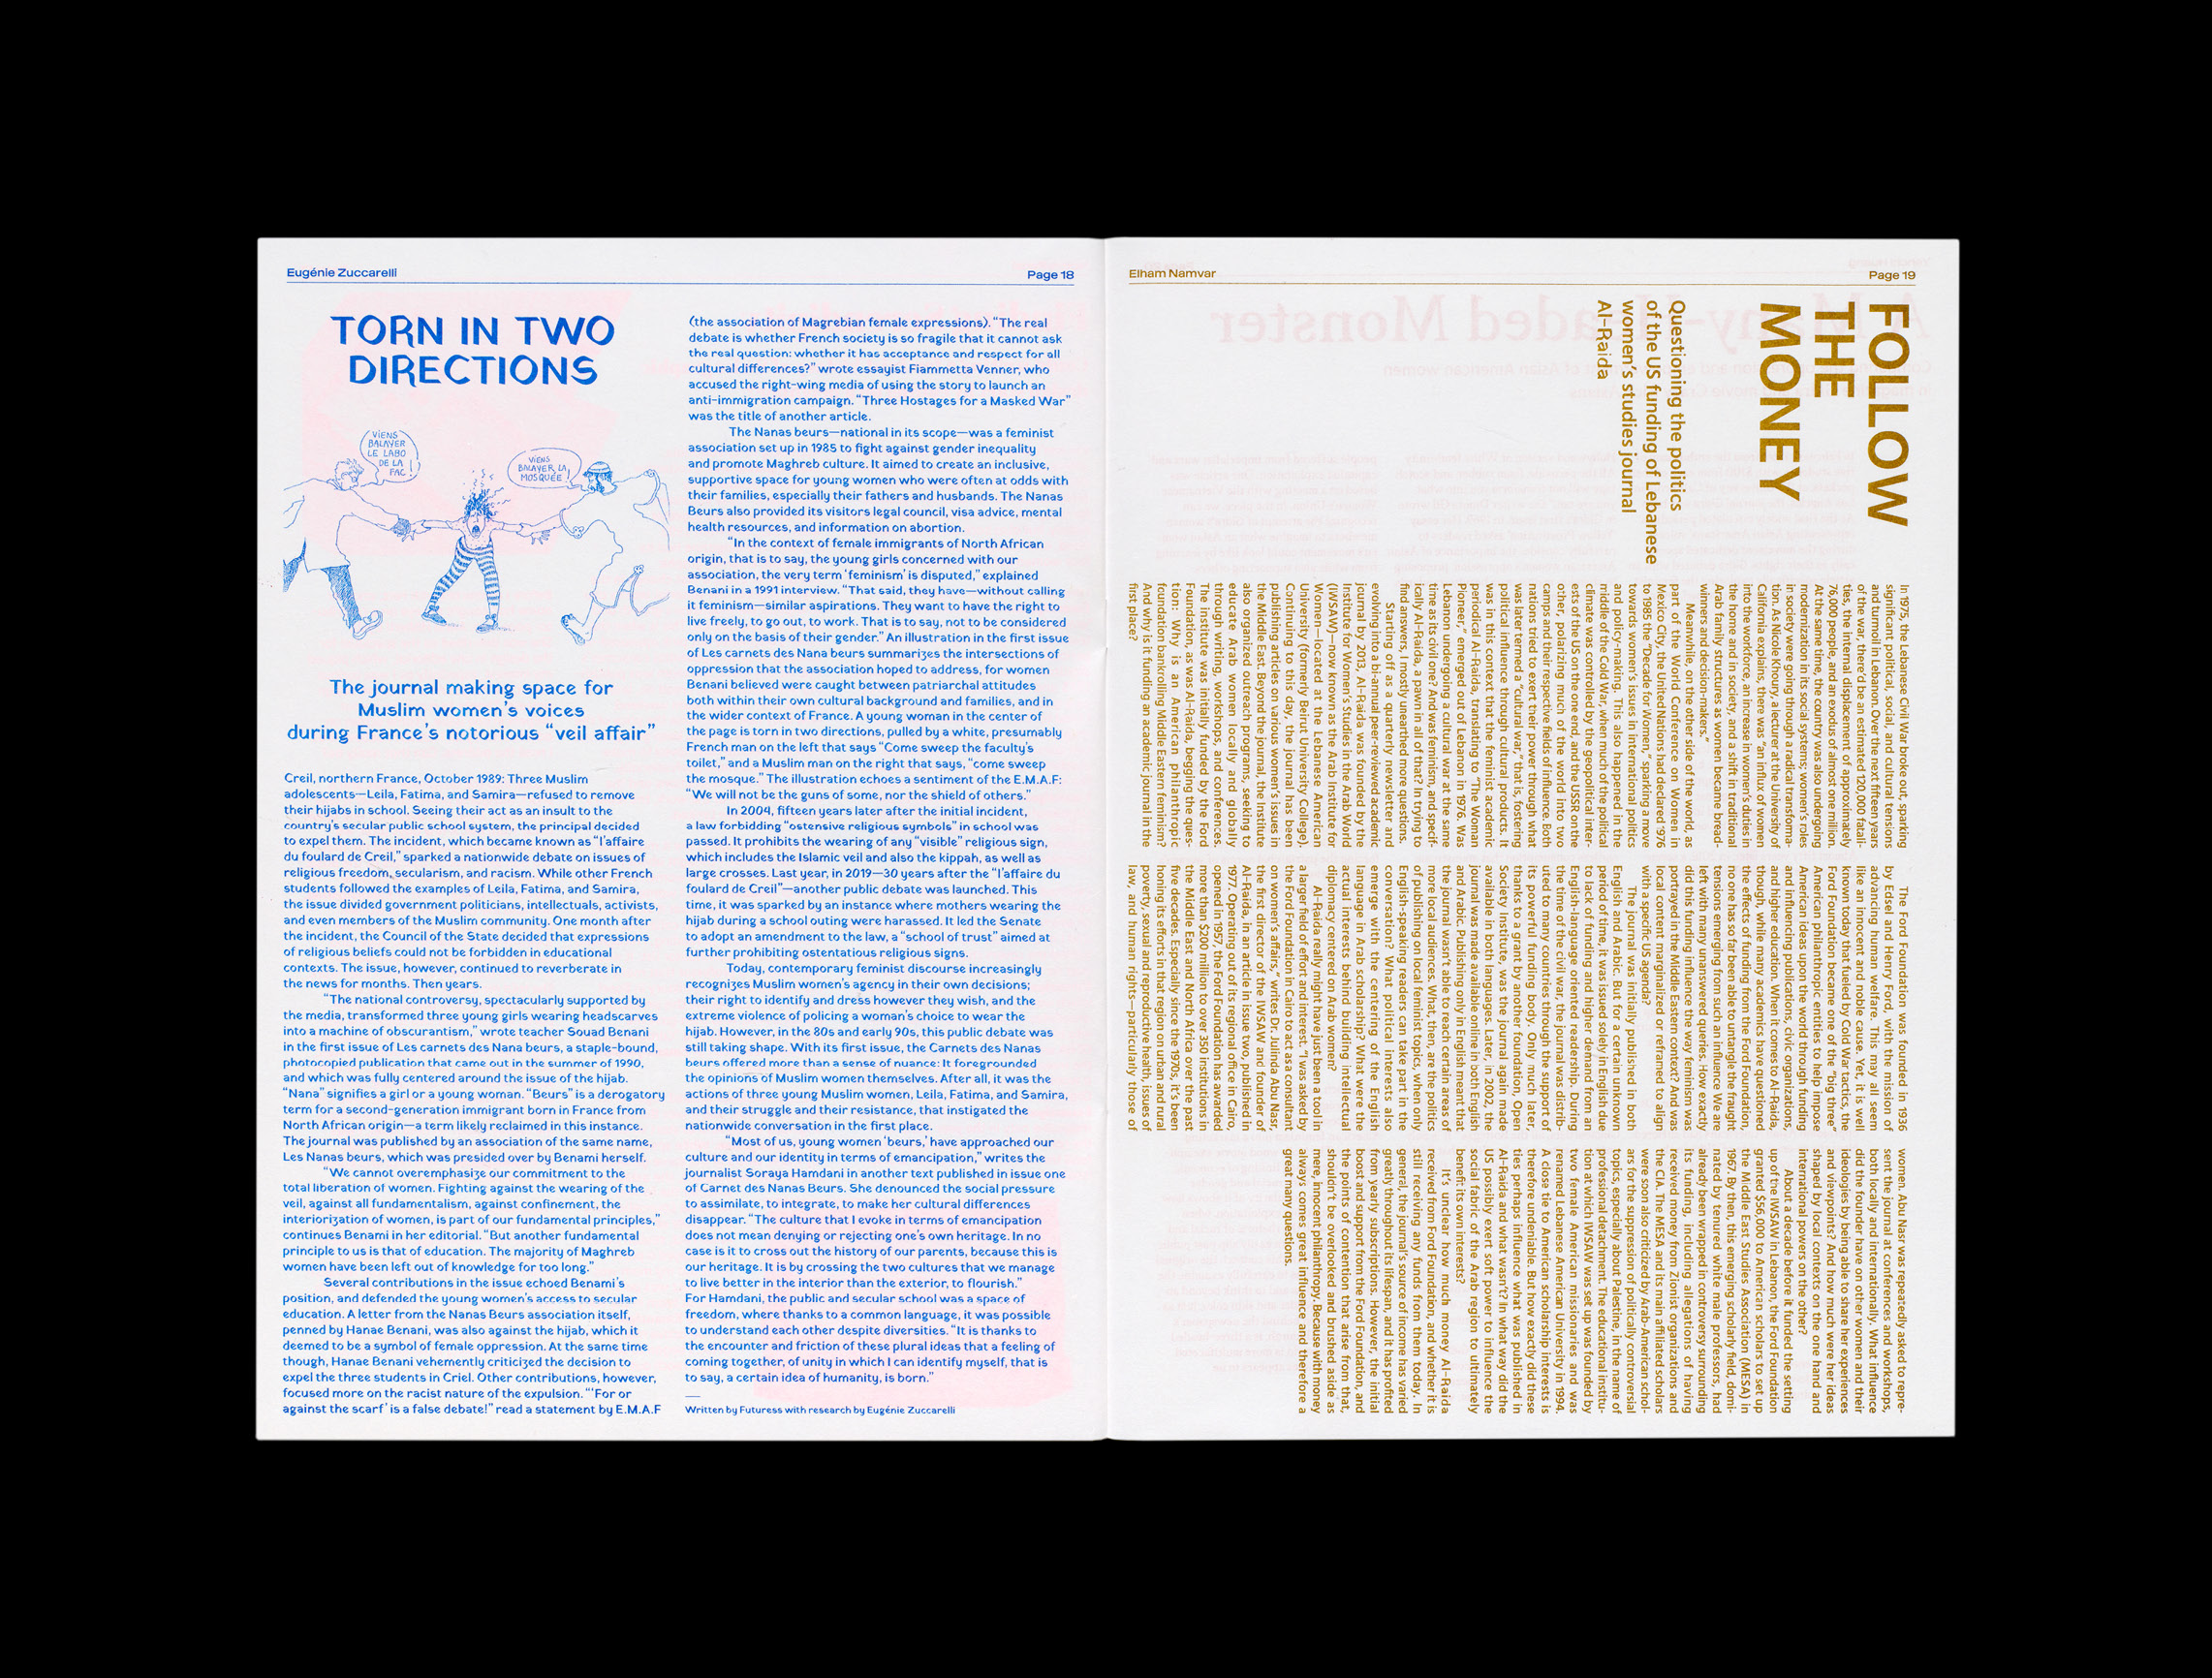 Eugénie Zuccarelli
Page 18
TORN IN TWO
DIRECTIONS
VIENS
BALAYER
LE LABO
DE LA
FAC!
VIENS
BALAYER LA
MOSQUÉE!
The journal making space for
Muslim women's voices
during France's notorious “veil affair”
Creil, northern France, October 1989: Three Muslim
adolescents—Leila, Fatima, and Samira—refused to remove
their hijabs in school. Seeing their act as an insult to the
country's secular public school system, the principal decided
to expel them. The incident, which became known as “l'affaire
du foulard de Creil,” sparked a nationwide debate on issues of
religious freedom, secularism, and racism. While other French
students followed the examples of Leila, Fatima, and Samira,
the issue divided government politicians, intellectuals, activists,
and even members of the Muslim community. One month after
the incident, the Council of the State decided that expressions
of religious beliefs could not be forbidden in educational
contexts. The issue, however, continued to reverberate in
the news for months. Then years.
“The national controversy, spectacularly supported by
the media, transformed three young girls wearing headscarves
into a machine of obscurantism,” wrote teacher Souad Benani
in the first issue of Les carnets des Nana beurs, a staple-bound,
photocopied publication that came out in the summer of 1990,
and which was fully centered around the issue of the hijab.
“Nana” signifies a girl or a young woman. “Beurs” is a derogatory
term for a second-generation immigrant born in France from
North African origin—a term likely reclaimed in this instance.
The journal was published by an association of the same name,
Les Nanas beurs, which was presided over by Benami herself.
“We cannot overemphasize our commitment to the
total liberation of women. Fighting against the wearing of the
veil, against all fundamentalism, against confinement, the
interiorization of women, is part of our fundamental principles,”
continues Benami in her editorial. “But another fundamental
principle to us is that of education. The majority of Maghreb
women have been left out of knowledge for too long.”
Several contributions in the issue echoed Benami's
position, and defended the young women's access to secular
education. A letter from the Nanas Beurs association itself,
penned by Hanae Benani, was also against the hijab, which it
deemed to be a symbol of female oppression. At the same time
though, Hanae Benani vehemently criticized the decision to
expel the three students in Criel. Other contributions, however,
focused more on the racist nature of the expulsion. “‘For or
against the scarf’ is a false debate!” read a statement by E.M.A.F
(the association of Magrebian female expressions). “The real
debate is whether French society is so fragile that it cannot ask
the real question: whether it has acceptance and respect for all
cultural differences?” wrote essayist Fiammetta Venner, who
accused the right-wing media of using the story to launch an
anti-immigration campaign. “Three Hostages for a Masked War”
was the title of another article.
The Nanas beurs—national in its scope—was a feminist
association set up in 1985 to fight against gender inequality
and promote Maghreb culture. It aimed to create an inclusive,
supportive space for young women who were often at odds with
their families, especially their fathers and husbands. The Nanas
Beurs also provided its visitors legal council, visa advice, mental
health resources, and information on abortion.
“In the context of female immigrants of North African
origin, that is to say, the young girls concerned with our
association, the very term ‘feminism’ is disputed,” explained
Benani in a 1991 interview. “That said, they have—without calling
it feminism—similar aspirations. They want to have the right to
live freely, to go out, to work. That is to say, not to be considered
only on the basis of their gender.” An illustration in the first issue
of Les carnets des Nana beurs summarizes the intersections of
oppression that the association hoped to address, for women
Benani believed were caught between patriarchal attitudes
both within their own cultural background and families, and in
the wider context of France. A young woman in the center of
the page is torn in two directions, pulled by a white, presumably
French man on the left that says “Come sweep the faculty's
toilet,” and a Muslim man on the right that says, “come sweep
the mosque.” The illustration echoes a sentiment of the E.M.A.F:
“We will not be the guns of some, nor the shield of others.”
In 2004, fifteen years later after the initial incident,
a law forbidding “ostensive religious symbols” in school was
passed. It prohibits the wearing of any “visible” religious sign,
which includes the Islamic veil and also the kippah, as well as
large crosses. Last year, in 2019—30 years after the “l'affaire du
foulard de Creil”—another public debate was launched. This
time, it was sparked by an instance where mothers wearing the
hijab during a school outing were harassed. It led the Senate
to adopt an amendment to the law, a “school of trust” aimed at
further prohibiting ostentatious religious signs.
Today, contemporary feminist discourse increasingly
recognizes Muslim women's agency in their own decisions;
their right to identify and dress however they wish, and the
extreme violence of policing a woman's choice to wear the
hijab. However, in the 80s and early 90s, this public debate was
still taking shape. With its first issue, the Carnets des Nanas
beurs offered more than a sense of nuance: It foregrounded
the opinions of Muslim women themselves. After all, it was the
actions of three young Muslim women, Leila, Fatima, and Samira,
and their struggle and their resistance, that instigated the
nationwide conversation in the first place.
“Most of us, young women ‘beurs,’ have approached our
culture and our identity in terms of emancipation,” writes the
journalist Soraya Hamdani in another text published in issue one
of Carnet des Nanas Beurs. She denounced the social pressure
to assimilate, to integrate, to make her cultural differences
disappear. “The culture that I evoke in terms of emancipation
does not mean denying or rejecting one's own heritage. In no
case is it to cross out the history of our parents, because this is
our heritage. It is by crossing the two cultures that we manage
to live better in the interior than the exterior, to flourish.”
For Hamdani, the public and secular school was a space of
freedom, where thanks to a common language, it was possible
to understand each other despite diversities. “It is thanks to
the encounter and friction of these plural ideas that a feeling of
coming together, of unity in which I can identify myself, that is
to say, a certain idea of humanity, is born.”
—
Written by Futuress with research by Eugénie Zuccarelli
Elham Namvar
Page 19
FOLLOW
THE
MONEY
Questioning the politics
of the US funding of Lebanese
women's studies journal
Al-Raida
In 1975, the Lebanese Civil War broke out, sparking
significant political, social, and cultural tensions
and turmoil in Lebanon. Over the next fifteen years
of the war, there'd be an estimated 120,000 fatali-
ties, the internal displacement of approximately
76,000 people, and an exodus of almost one million.
At the same time, the country was also undergoing
modernization in its social systems; women's roles
in society were going through a radical transforma-
tion. As Nicole Khoury, a lecturer at the University of
California explains, there was “an influx of women
into the workforce, an increase in women's duties in
the home and in society, and a shift in traditional
Arab family structures as women became bread-
winners and decision-makers.”
Meanwhile, on the other side of the world, as
part of the World Conference on Women in
Mexico City, the United Nations had declared 1976
to 1985 the “Decade for Women,” sparking a move
towards women's issues in international politics
and policy-making. This also happened in the
middle of the Cold War, when much of the political
climate was controlled by the geopolitical inter-
ests of the US on the one end, and the USSR on the
other, polarizing much of the world into two
camps and their respective fields of influence. Both
nations tried to exert their power through what
was later termed a “cultural war,” that is, fostering
political influence through cultural products. It
was in this context that the feminist academic
periodical Al-Raida, translating to “The Woman
Pioneer,” emerged out of Lebanon in 1976. Was
Lebanon undergoing a cultural war at the same
time as its civil one? And was feminism, and specif-
ically Al-Raida, a pawn in all of that? In trying to
find answers, I mostly unearthed more questions.
Starting off as a quarterly newsletter and
evolving into a bi-annual peer-reviewed academic
journal by 2013, Al-Raida was founded by the
Institute for Women's Studies in the Arab World
(IWSAW)—now known as the Arab Institute for
Women—located at the Lebanese American
University (formerly Beirut University College).
Continuing to this day, the journal has been
publishing articles on various women's issues in
the Middle East. Beyond the journal, the Institute
also organized outreach programs, seeking to
educate Arab women locally and globally
through writing, workshops, and conferences.
The institute was initially funded by the Ford
Foundation, as was Al-Raida, begging the ques-
tion: Why is an American philanthropic
foundation bankrolling Middle Eastern feminism?
And why is it funding an academic journal in the
first place?
The Ford Foundation was founded in 1936
by Edsel and Henry Ford, with the mission of
advancing human welfare. This may all seem
like an innocent and noble cause. Yet, it is well
known today that fueled by Cold War tactics, the
Ford Foundation became one of the “big three”
American philanthropic entities to help impose
American ideas upon the world through funding
and influencing publications, civic organizations,
and higher education. When it comes to Al-Raida,
though, while many academics have questioned
the effects of funding from the Ford Foundation,
no one has so far been able to untangle the fraught
tensions emerging from such an influence We are
left with many unanswered queries. How exactly
did this funding influence the way feminism was
portrayed in the Middle Eastern context? And was
local content marginalized or reframed to align
with a specific US agenda?
The journal was initially published in both
English and Arabic. But for a certain unknown
period of time, it was issued solely in English due
to lack of funding and higher demand from an
English-language oriented readership. During
the time of the civil war, the journal was distrib-
uted to many countries through the support of
its powerful funding body. Only much later,
thanks to a grant by another foundation, Open
Society Institute, was the journal again made
available in both languages. Later, in 2002, the
journal was made available online in both English
and Arabic. Publishing only in English meant that
the journal wasn't able to reach certain areas of
more local audiences. What, then, are the politics
of publishing on local feminist topics, when only
English-speaking readers can take part in the
conversation? What political interests also
emerge with the centering of the English
language in Arab scholarship? What were the
actual interests behind building intellectual
diplomacy centered on Arab women?
Al-Raida really might have just been a tool in
a larger field of effort and interest. “I was asked by
the Ford Foundation in Cairo to act as a consultant
on women's affairs,” writes Dr. Julinda Abu Nasr,
the first director of the IWSAW and founder of
Al-Raida, in an article in issue two, published in
1977. Operating out of its regional office in Cairo,
opened in 1957, the Ford Foundation has awarded
more than $200 million to over 350 institutions in
the Middle East and North Africa over the past
five decades. Especially since the 1970s, it's been
honing its efforts in that region on urban and rural
poverty, sexual and reproductive health, issues of
law, and human rights—particularly those of
women. Abu Nasr was repeatedly asked to repre-
sent the journal at conferences and workshops,
both locally and internationally. What influence
did the founder have on other women and their
ideologies by being able to share her experiences
and viewpoints? And how much were her ideas
shaped by local contexts on the one hand and
international powers on the other?
About a decade before it funded the setting
up of the IWSAW in Lebanon, the Ford Foundation
granted $56,000 to American scholars to set up
the Middle East Studies Association (MESA) in
1967. By then, this emerging scholarly field, domi-
nated by tenured white male professors, had
already been wrapped in controversy surrounding
its funding, including allegations of having
received money from Zionist organizations and
the CIA. The MESA and its main affiliated scholars
were soon also criticized by Arab-American schol-
ars for the suppression of politically controversial
topics, especially about Palestine, in the name of
professional detachment. The educational institu-
tion at which IWSAW was set up was founded by
two female American missionaries and was
renamed Lebanese American University in 1994.
A close tie to American scholarship interests is
therefore undeniable. But how exactly did these
ties perhaps influence what was published in
Al-Raida and what wasn't? In what way did the
US possibly exert soft power to influence the
social fabric of the Arab region to ultimately
benefit its own interests?
It's unclear how much money Al-Raida
received from Ford Foundation, and whether it is
still receiving any funds from them today. In
general, the journal's source of income has varied
greatly throughout its lifespan, and it has profited
from yearly subscriptions. However, the initial
boost and support from the Ford Foundation, and
the points of contention that arise from that,
shouldn't be overlooked and brushed aside as
mere, innocent philanthropy. Because with money
always comes great influence and therefore a
great many questions.